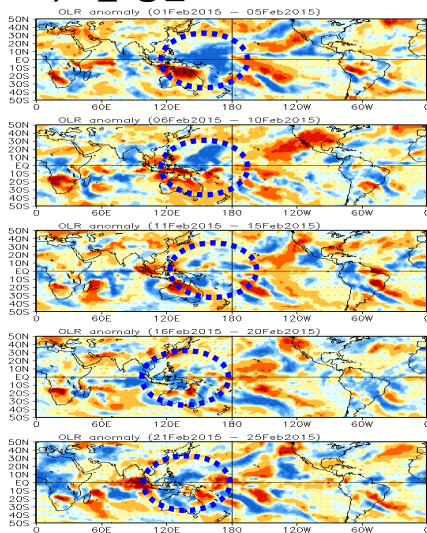 OLR anomaly (01Feb2015 – 05Feb2015)
50N
40N
30N
20N
10N
EQ
10S
20S
30S
40S
50S
0 60E 120E 180 120W 60W
OLR anomaly (06Feb2015 – 10Feb2015)
50N
40N
30N
20N
10N
EQ
10S
20S
30S
40S
50S
0 60E 120E 180 120W 60W
OLR anomaly (11Feb2015 – 15Feb2015)
50N
40N
30N
20N
10N
EQ
10S
20S
30S
40S
50S
0 60E 120E 180 120W 60W
OLR anomaly (16Feb2015 – 20Feb2015)
50N
40N
30N
20N
10N
EQ
10S
20S
30S
40S
50S
0 60E 120E 180 120W 60W
OLR anomaly (21Feb2015 – 25Feb2015)
50N
40N
30N
20N
10N
EQ
10S
20S
30S
40S
50S
0 60E 120E 180 120W 60W